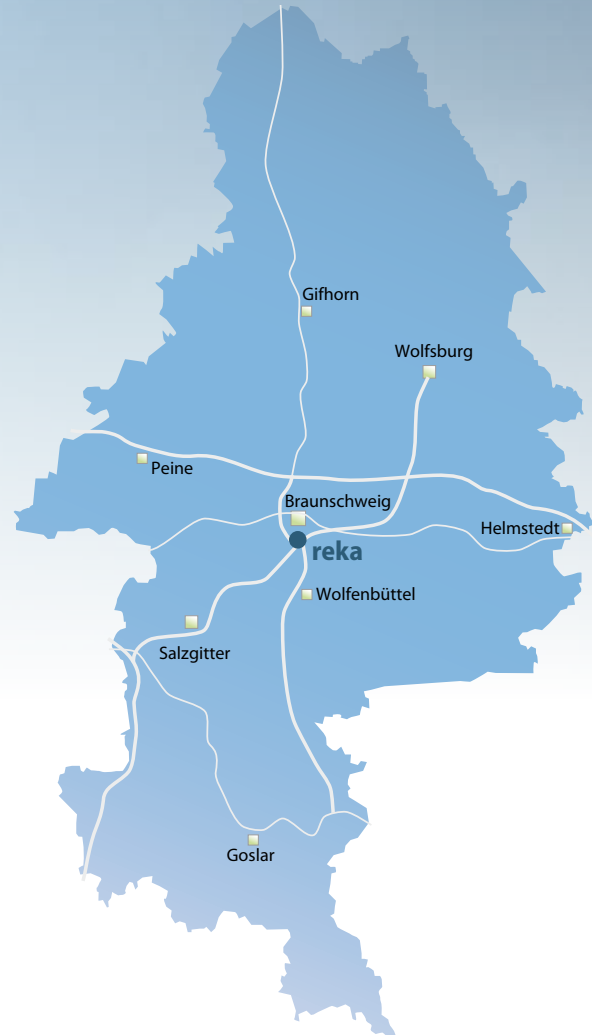 Gifhorn
Wolfsburg
Peine
Braunschweig
Helmstedt
reka
Wolfenbüttel
Salzgitter
Goslar